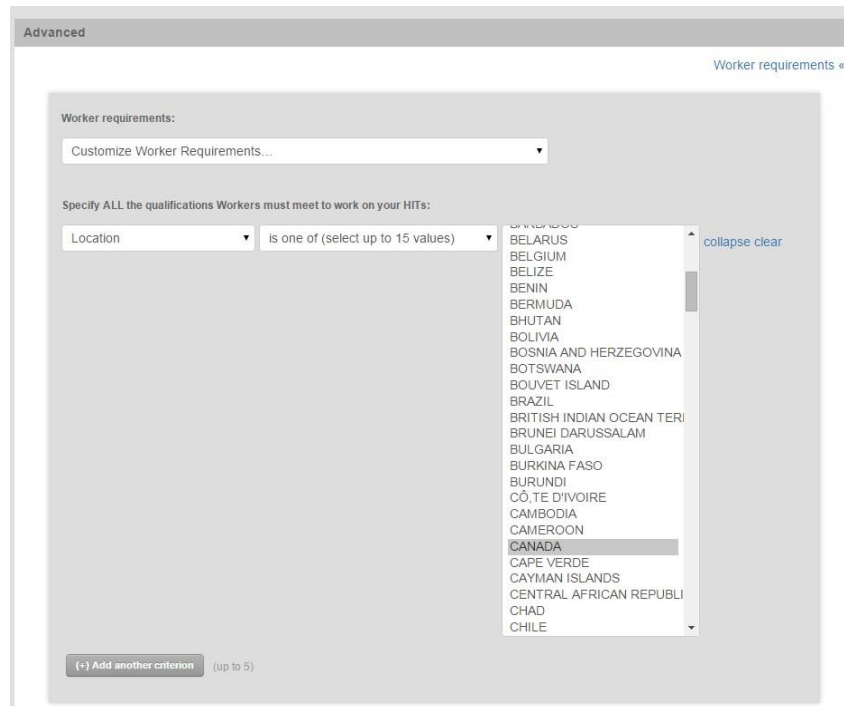 Advanced
Worker requirements «
Worker requirements:
Customize Worker Requirements...
Specify ALL the qualifications Workers must meet to work on your HITs:
Location
is one of (select up to 15 values)
BELARUS
collapse clear
BELGIUM
BELIZE
BENIN
BERMUDA
BHUTAN
BOLIVIA
BOSNIA AND HERZEGOVINA
BOTSWANA
BOUVET ISLAND
BRAZIL
BRITISH INDIAN OCEAN TERI
BRUNEI DARUSSALAM
BULGARIA
BURKINA FASO
BURUNDI
CÔ,TE D'IVOIRE
CAMBODIA
CAMEROON
CANADA
CAPE VERDE
CAYMAN ISLANDS
CENTRAL AFRICAN REPUBLI
CHAD
CHILE
(+) Add another criterion (up to 5)